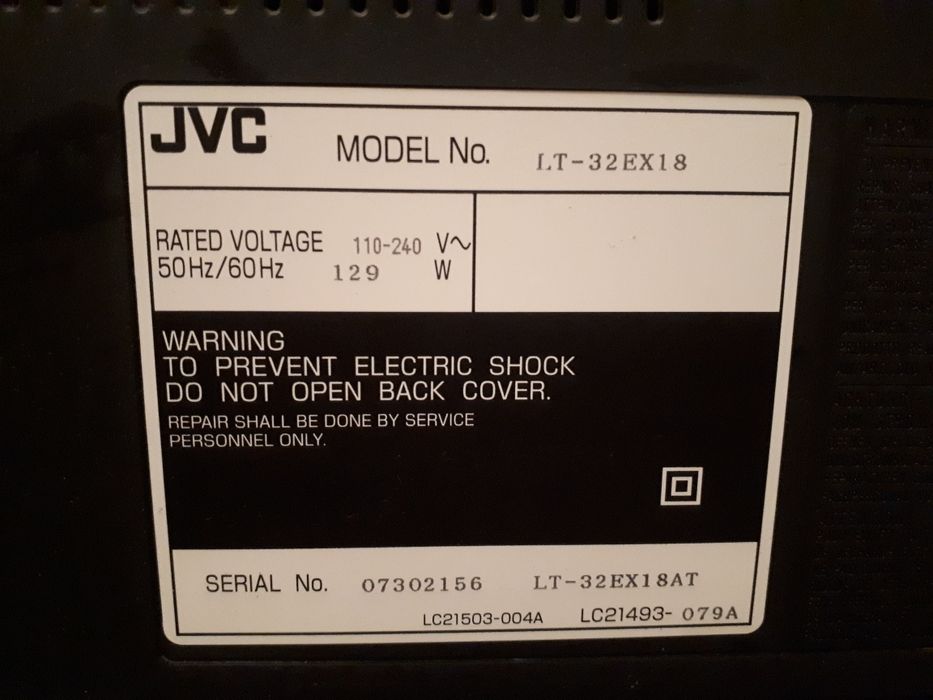 JVC MODEL No. LT-32EX18
RATED VOLTAGE 110-240 V~
50Hz/60Hz 129 W
WARNING
TO PREVENT ELECTRIC SHOCK
DO NOT OPEN BACK COVER.
REPAIR SHALL BE DONE BY SERVICE
PERSONNEL ONLY.
SERIAL No. 07302156 LT-32EX18AT
LC21503-004A LC21493-079A